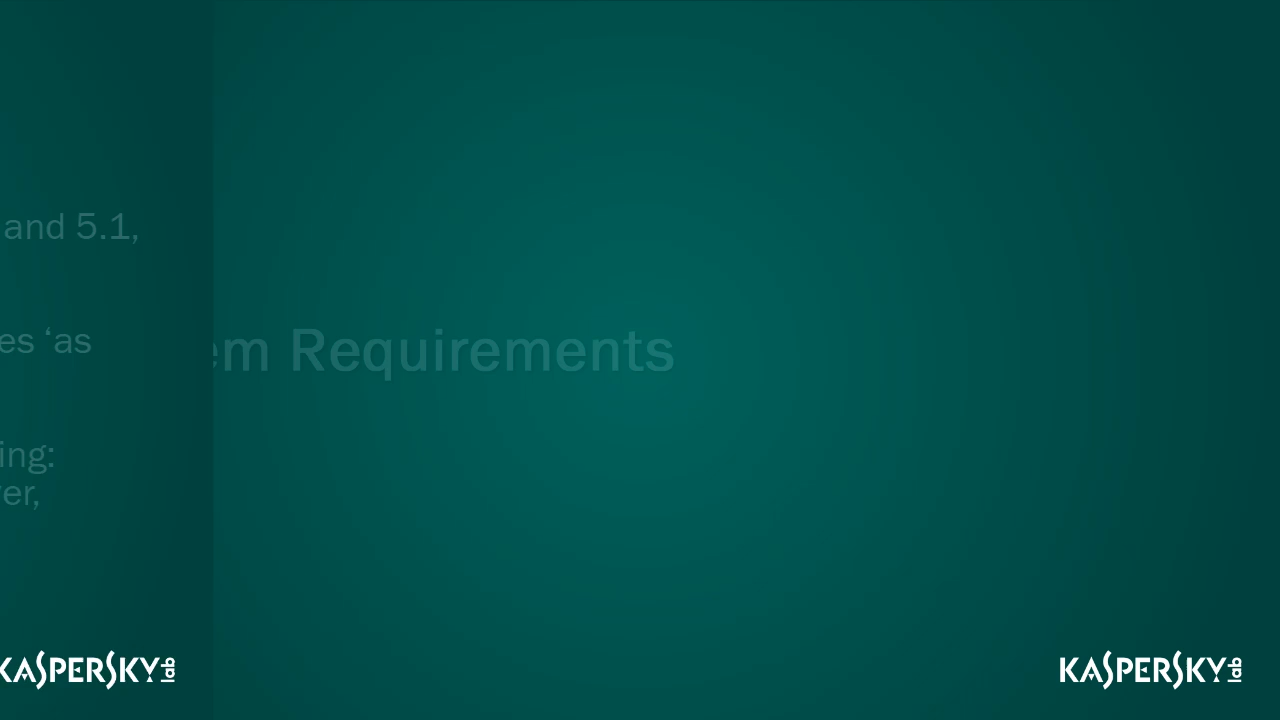 and 5.1,
es ‘as
ing:
er,
em Requirements
KASPERSKY lab
KASPERSKY lab